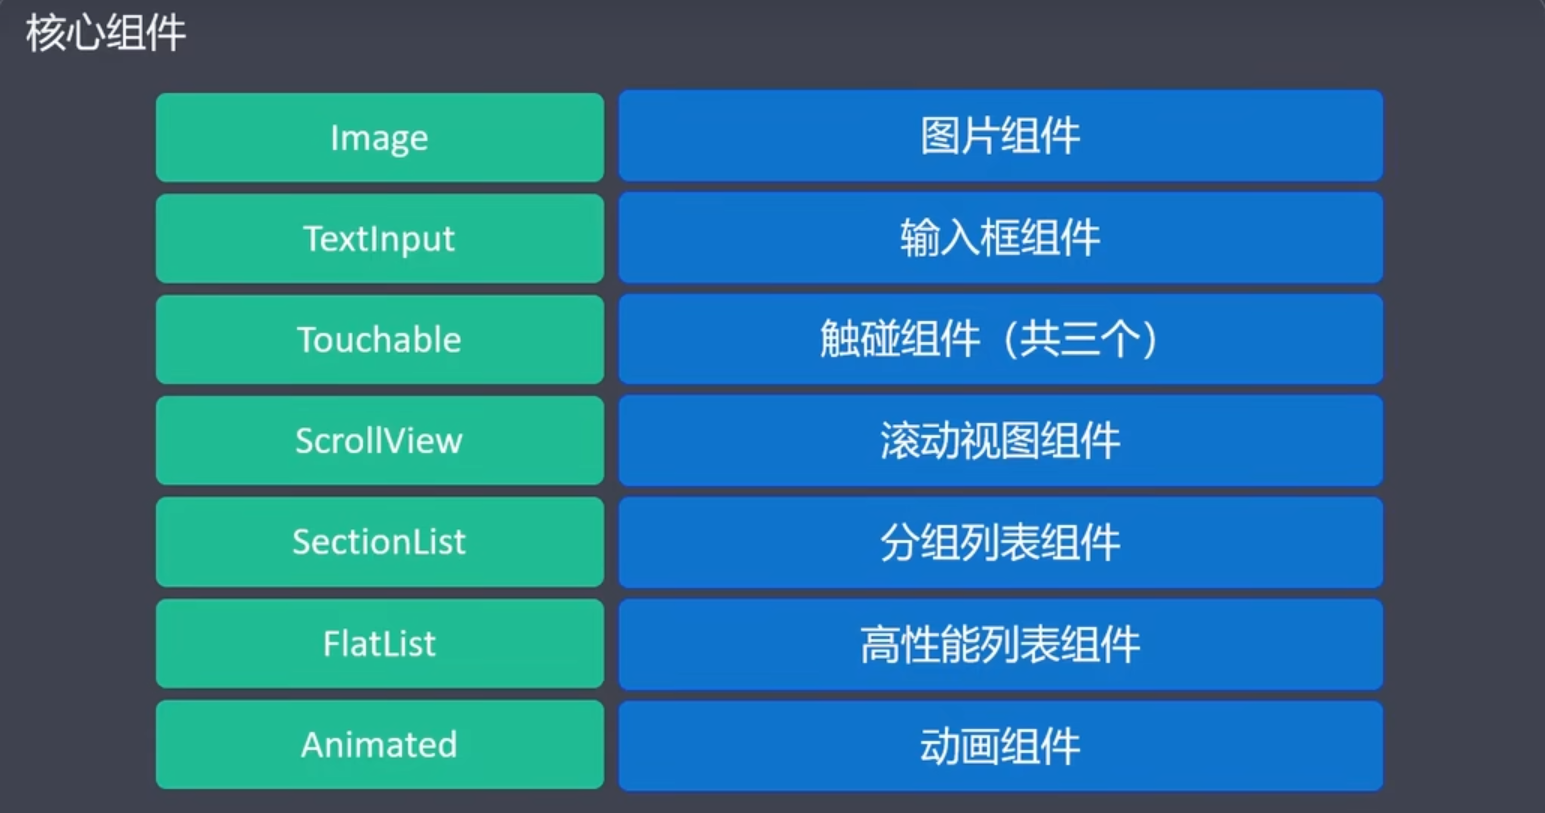 核心组件
Image
图片组件
TextInput
输入框组件
Touchable
触碰组件（共三个）
ScrollView
滚动视图组件
SectionList
分组列表组件
FlatList
高性能列表组件
Animated
动画组件